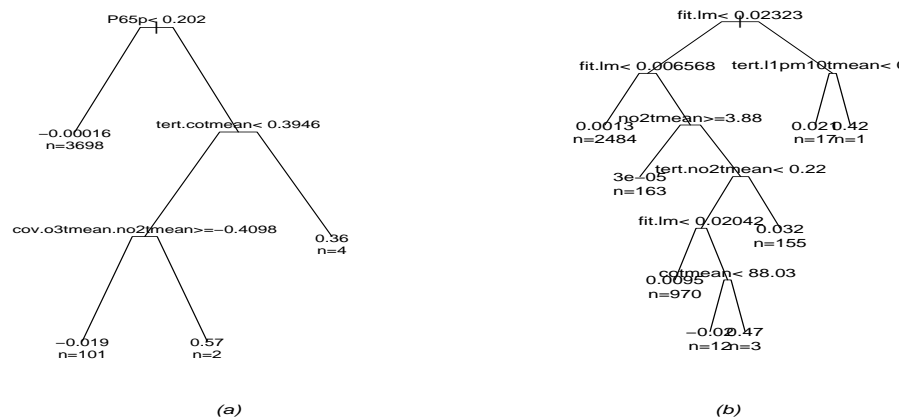 P65p< 0.202
−0.00016
n=3698
tert.cotmean< 0.3946
cov.o3tmean.no2tmean>=−0.4098
0.36
n=4
−0.019
n=101
0.57
n=2
(a)
fit.lm< 0.02323
fit.lm< 0.006568
tert.l1pm10tmean< 0
0.0013
n=2484
no2tmean>=3.88
0.021
n=17
0.42
n=1
3e−05
n=163
tert.no2tmean< 0.22
fit.lm< 0.02042
0.032
n=155
0.0095
n=970
cotmean< 88.03
−0.02
n=12
0.47
n=3
(b)